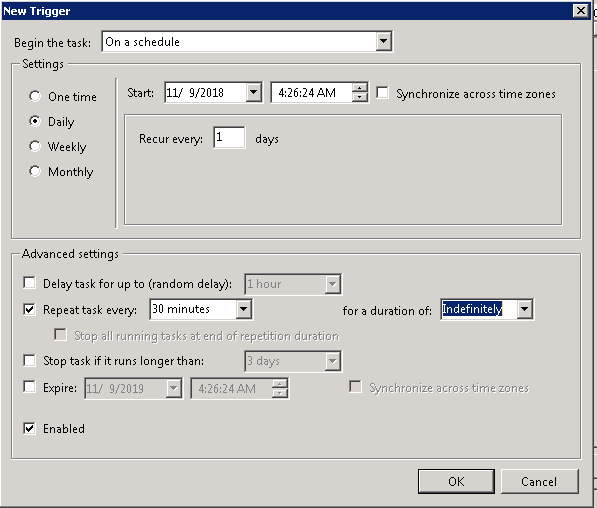 New Trigger
Begin the task: On a schedule
Settings
One time
Daily
Weekly
Monthly
Start: 11/ 9/2018 4:26:24 AM Synchronize across time zones
Recur every: 1 days
Advanced settings
Delay task for up to (random delay): 1 hour
Repeat task every: 30 minutes for a duration of: Indefinitely
Stop all running tasks at end of repetition duration
Stop task if it runs longer than: 3 days
Expire: 11/ 9/2019 4:26:24 AM Synchronize across time zones
Enabled
OK Cancel